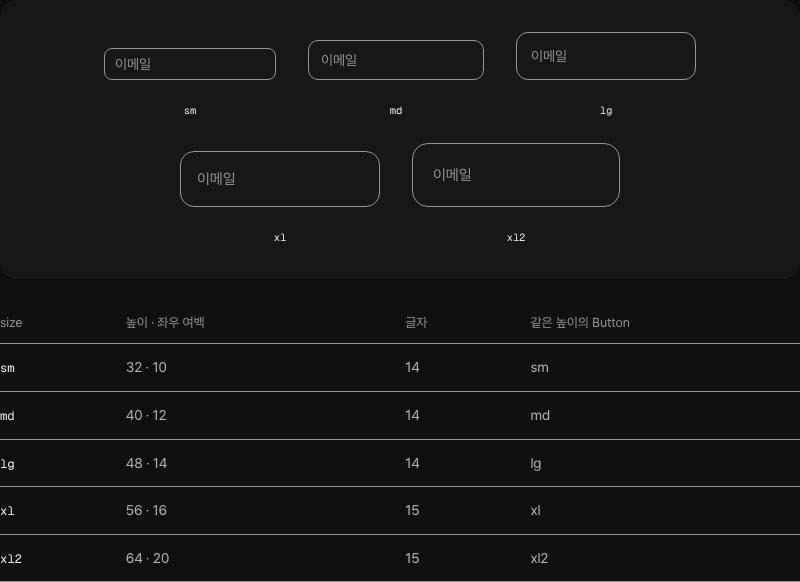 이메일 이메일 이메일
sm md lg
이메일 이메일
xl xl2
size 높이 · 좌우 여백 글자 같은 높이의 Button
sm 32 · 10 14 sm
md 40 · 12 14 md
lg 48 · 14 14 lg
xl 56 · 16 15 xl
xl2 64 · 20 15 xl2